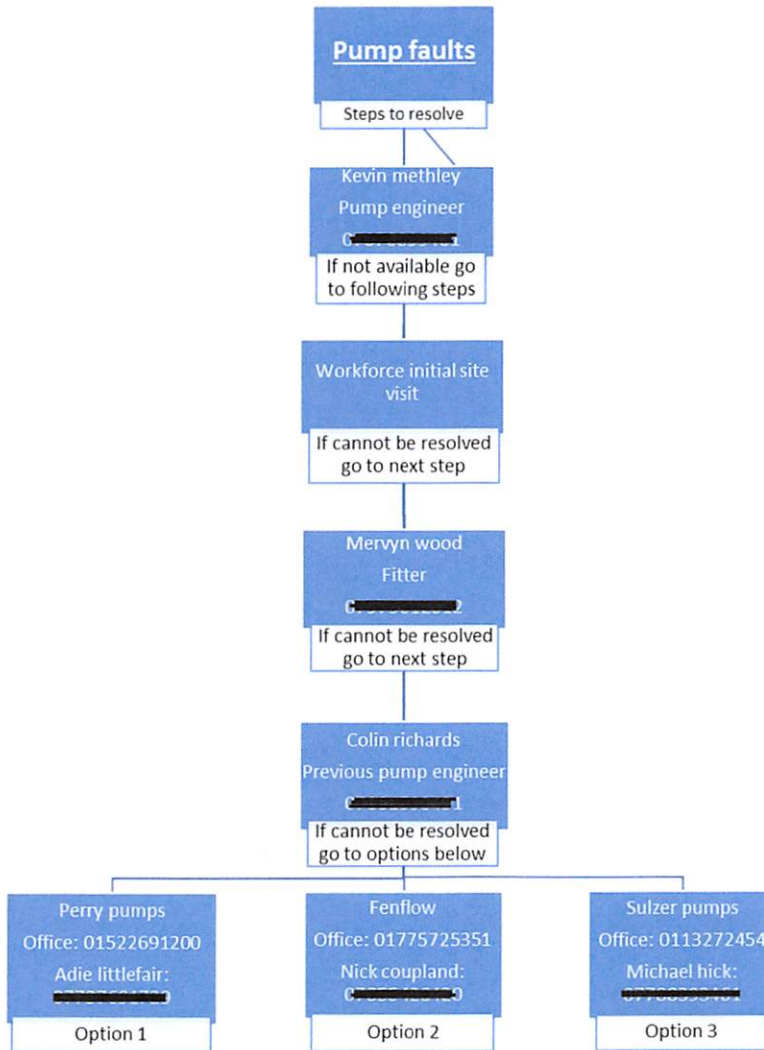 Pump faults
Steps to resolve
Kevin methley
Pump engineer
If not available go
to following steps
Workforce initial site
visit
If cannot be resolved
go to next step
Mervyn wood
Fitter
If cannot be resolved
go to next step
Colin richards
Previous pump engineer
If cannot be resolved
go to options below
Perry pumps
Office: 01522691200
Adie littlefair:
Option 1
Fenflow
Office: 01775725351
Nick coupland:
Option 2
Sulzer pumps
Office: 0113272454
Michael hick:
Option 3